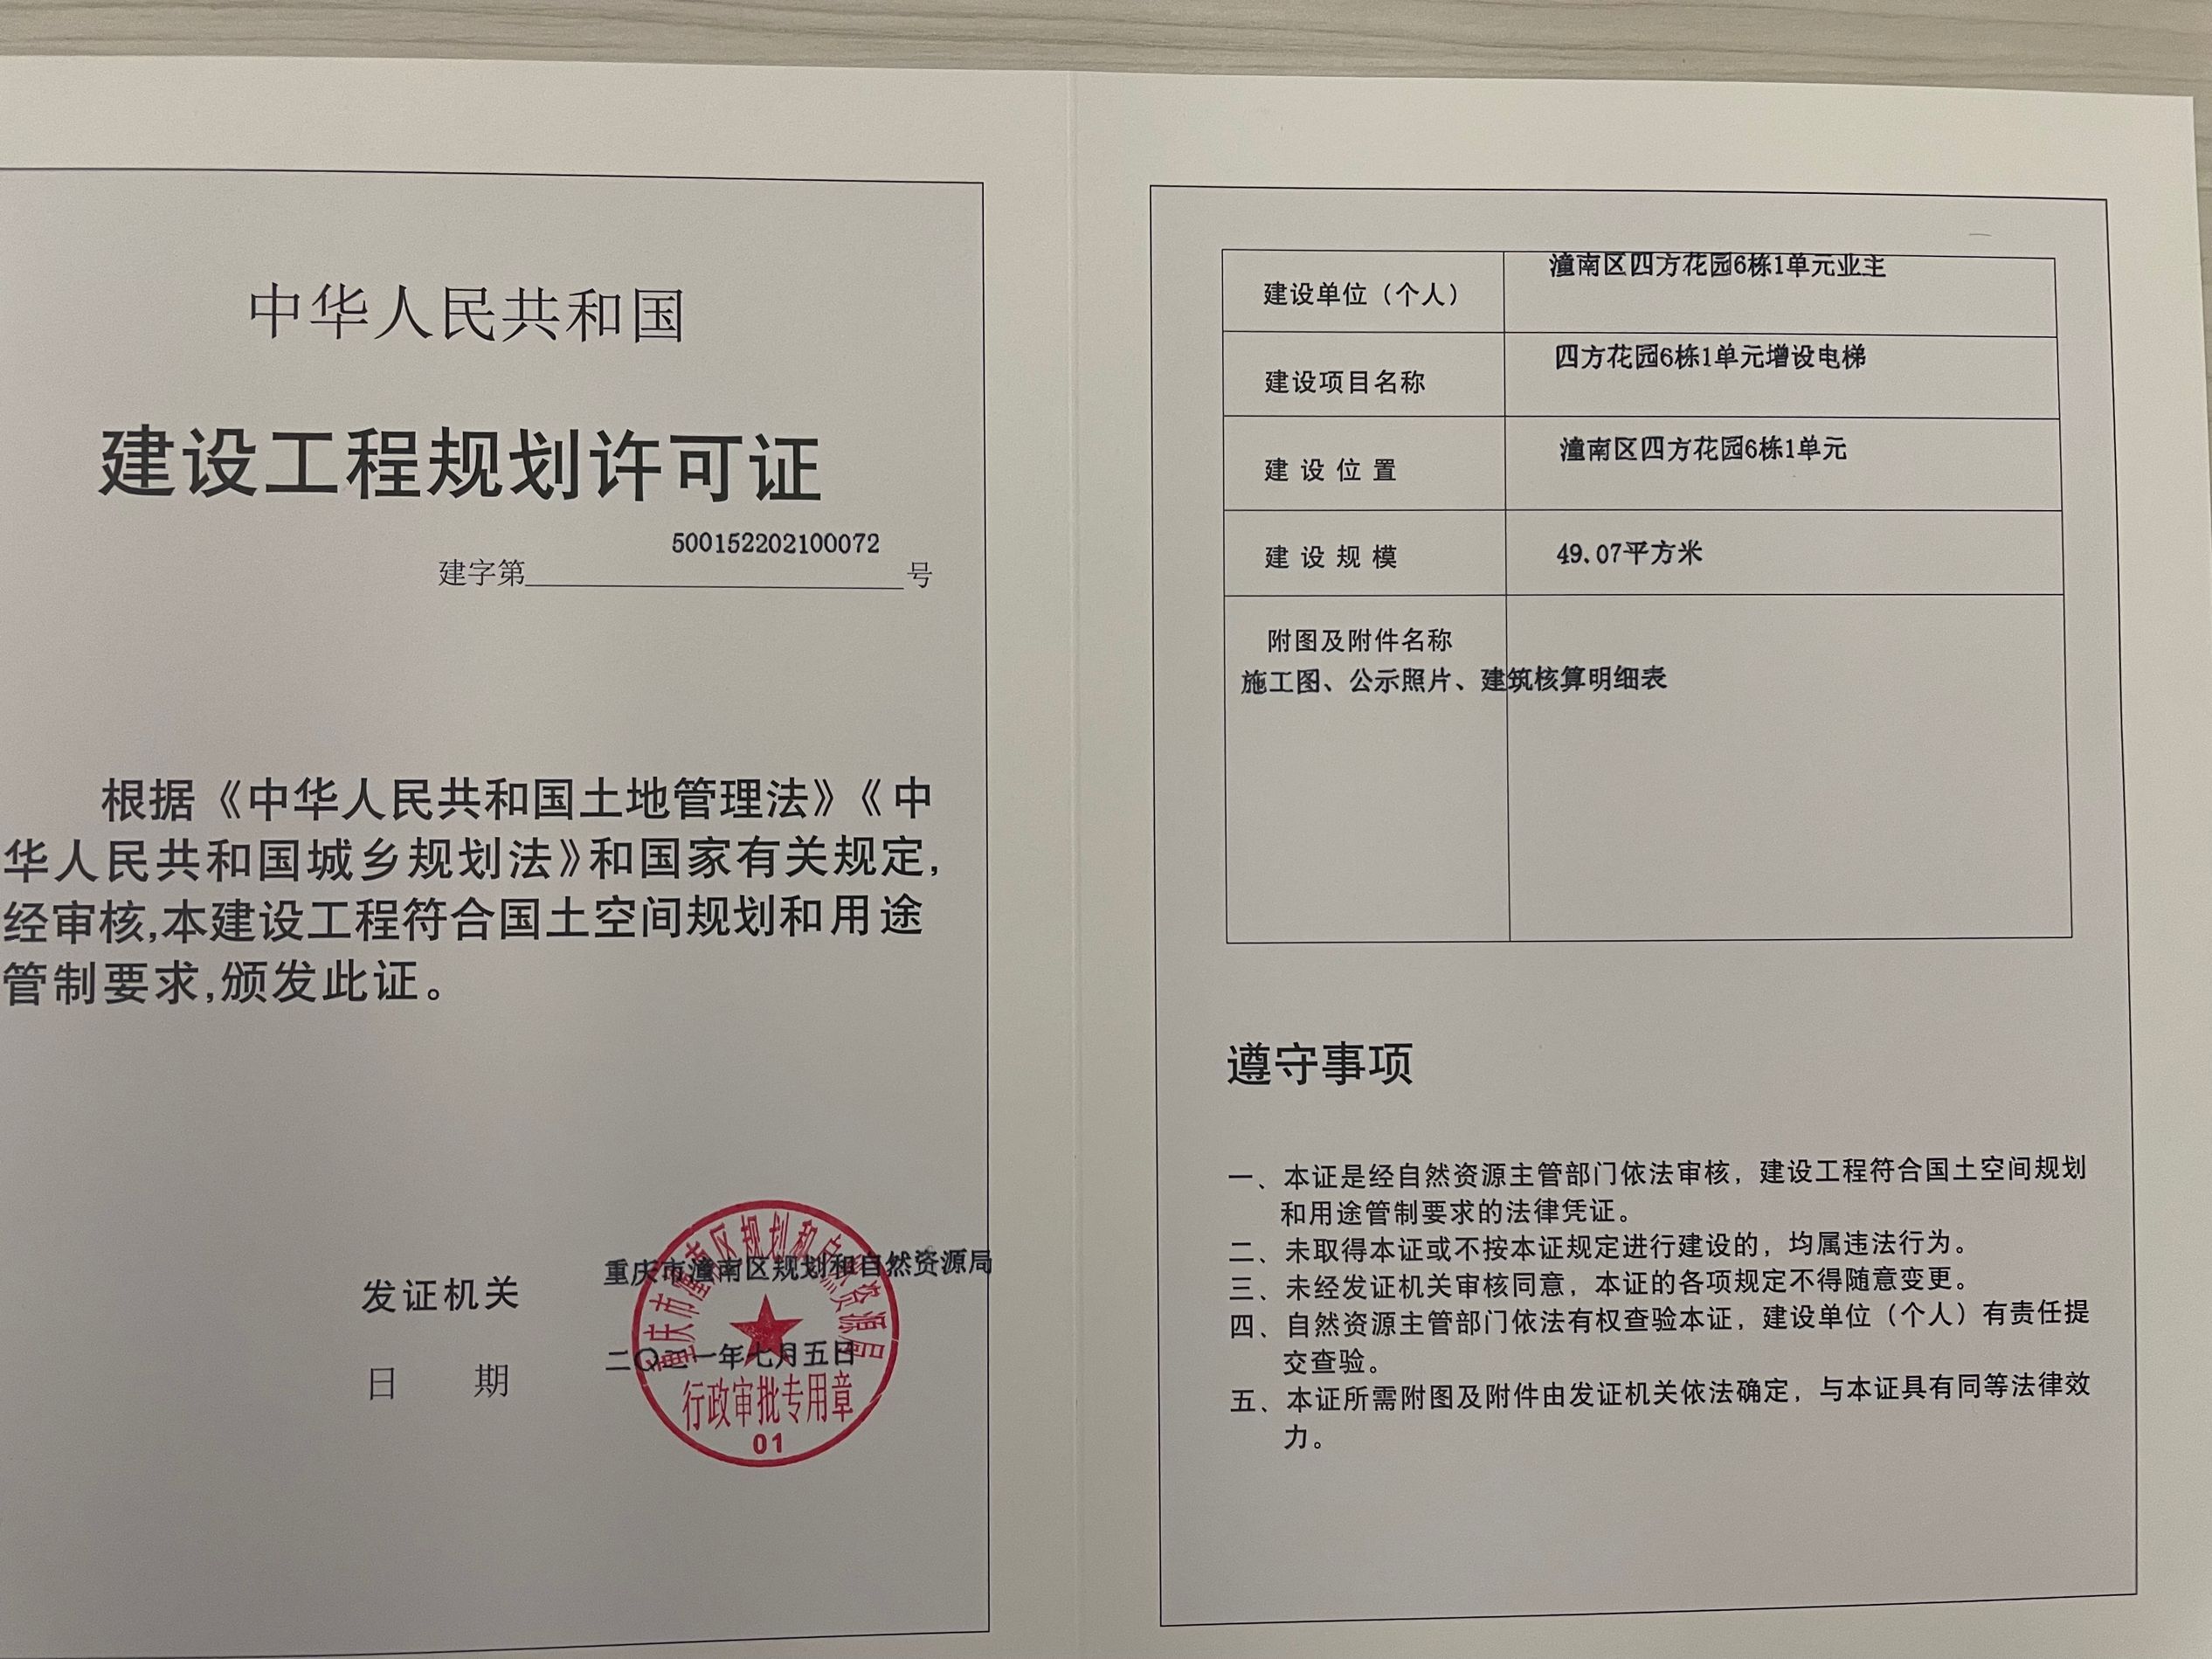 中华人民共和国
建设工程规划许可证
500152202100072
建字第 号
根据《中华人民共和国土地管理法》《中
华人民共和国城乡规划法》和国家有关规定,
经审核,本建设工程符合国土空间规划和用途
管制要求,颁发此证。
发证机关 重庆市潼南区规划和自然资源局
日 期 二〇二一年七月五日
重庆市潼南区规划和自然资源局
行政审批专用章
01
建设单位（个人） 潼南区四方花园6栋1单元业主
建设项目名称 四方花园6栋1单元增设电梯
建设位置 潼南区四方花园6栋1单元
建设规模 49.07平方米
附图及附件名称
施工图、公示照片、建筑核算明细表
遵守事项
一、本证是经自然资源主管部门依法审核，建设工程符合国土空间规划
和用途管制要求的法律凭证。
二、未取得本证或不按本证规定进行建设的，均属违法行为。
三、未经发证机关审核同意，本证的各项规定不得随意变更。
四、自然资源主管部门依法有权查验本证，建设单位（个人）有责任提
交查验。
五、本证所需附图及附件由发证机关依法确定，与本证具有同等法律效
力。